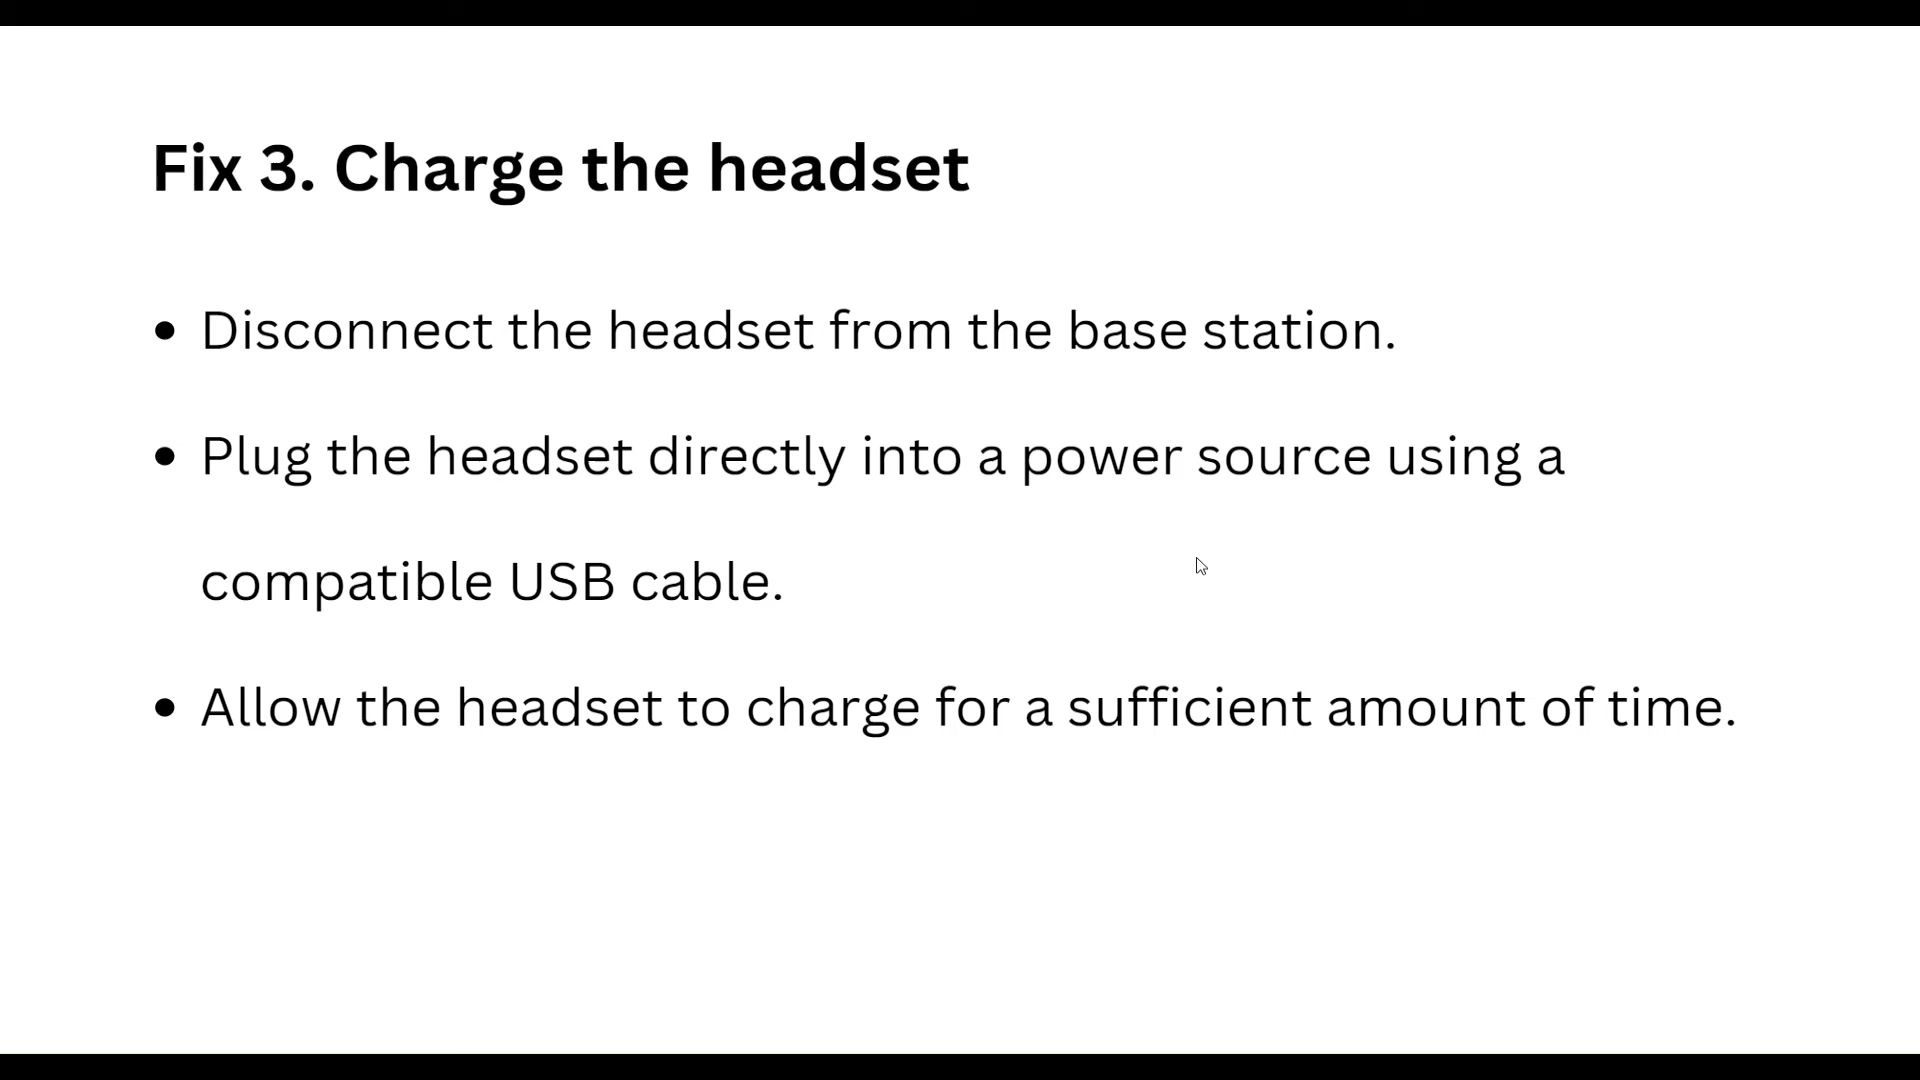 Fix 3. Charge the headset
• Disconnect the headset from the base station.
• Plug the headset directly into a power source using a
compatible USB cable.
• Allow the headset to charge for a sufficient amount of time.